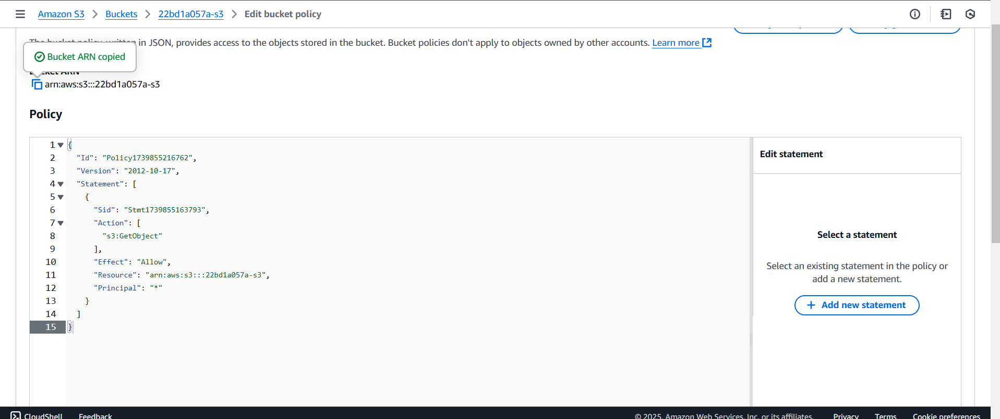 Amazon S3 > Buckets > 22bd1a057a-s3 > Edit bucket policy
in JSON, provides access to the objects stored in the bucket. Bucket policies don't apply to objects owned by other accounts. Learn more
Bucket ARN copied
arn:aws:s3:::22bd1a057a-s3
Policy
1 {
2 "Id": "Policy1739855216762",
3 "Version": "2012-10-17",
4 "Statement": [
5 {
6 "Sid": "Stmt1739855163793",
7 "Action": [
8 "s3:GetObject"
9 ],
10 "Effect": "Allow",
11 "Resource": "arn:aws:s3:::22bd1a057a-s3",
12 "Principal": "*"
13 }
14 ]
15 }
Edit statement
Select a statement
Select an existing statement in the policy or
add a new statement.
+ Add new statement
CloudShell Feedback © 2025, Amazon Web Services, Inc. or its affiliates. Privacy Terms Cookie preferences